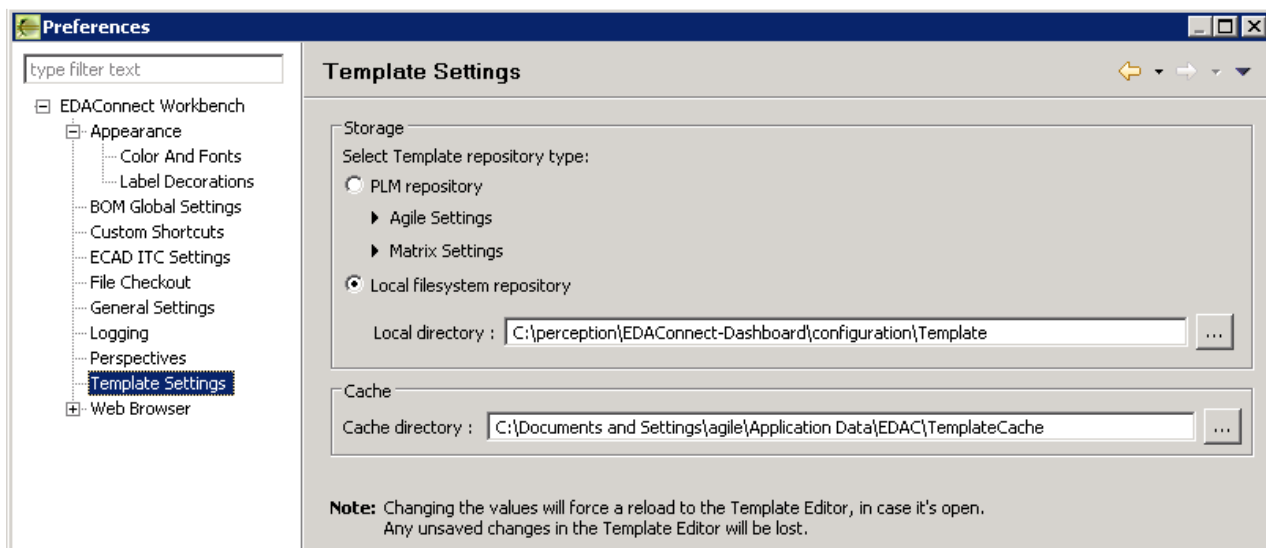 Preferences
type filter text
EDAConnect Workbench
Appearance
Color And Fonts
Label Decorations
BOM Global Settings
Custom Shortcuts
ECAD ITC Settings
File Checkout
General Settings
Logging
Perspectives
Template Settings
Web Browser
Template Settings
Storage
Select Template repository type:
PLM repository
Agile Settings
Matrix Settings
Local filesystem repository
Local directory : C:\perception\EDAConnect-Dashboard\configuration\Template ...
Cache
Cache directory : C:\Documents and Settings\agile\Application Data\EDAC\TemplateCache ...
Note: Changing the values will force a reload to the Template Editor, in case it's open.
Any unsaved changes in the Template Editor will be lost.